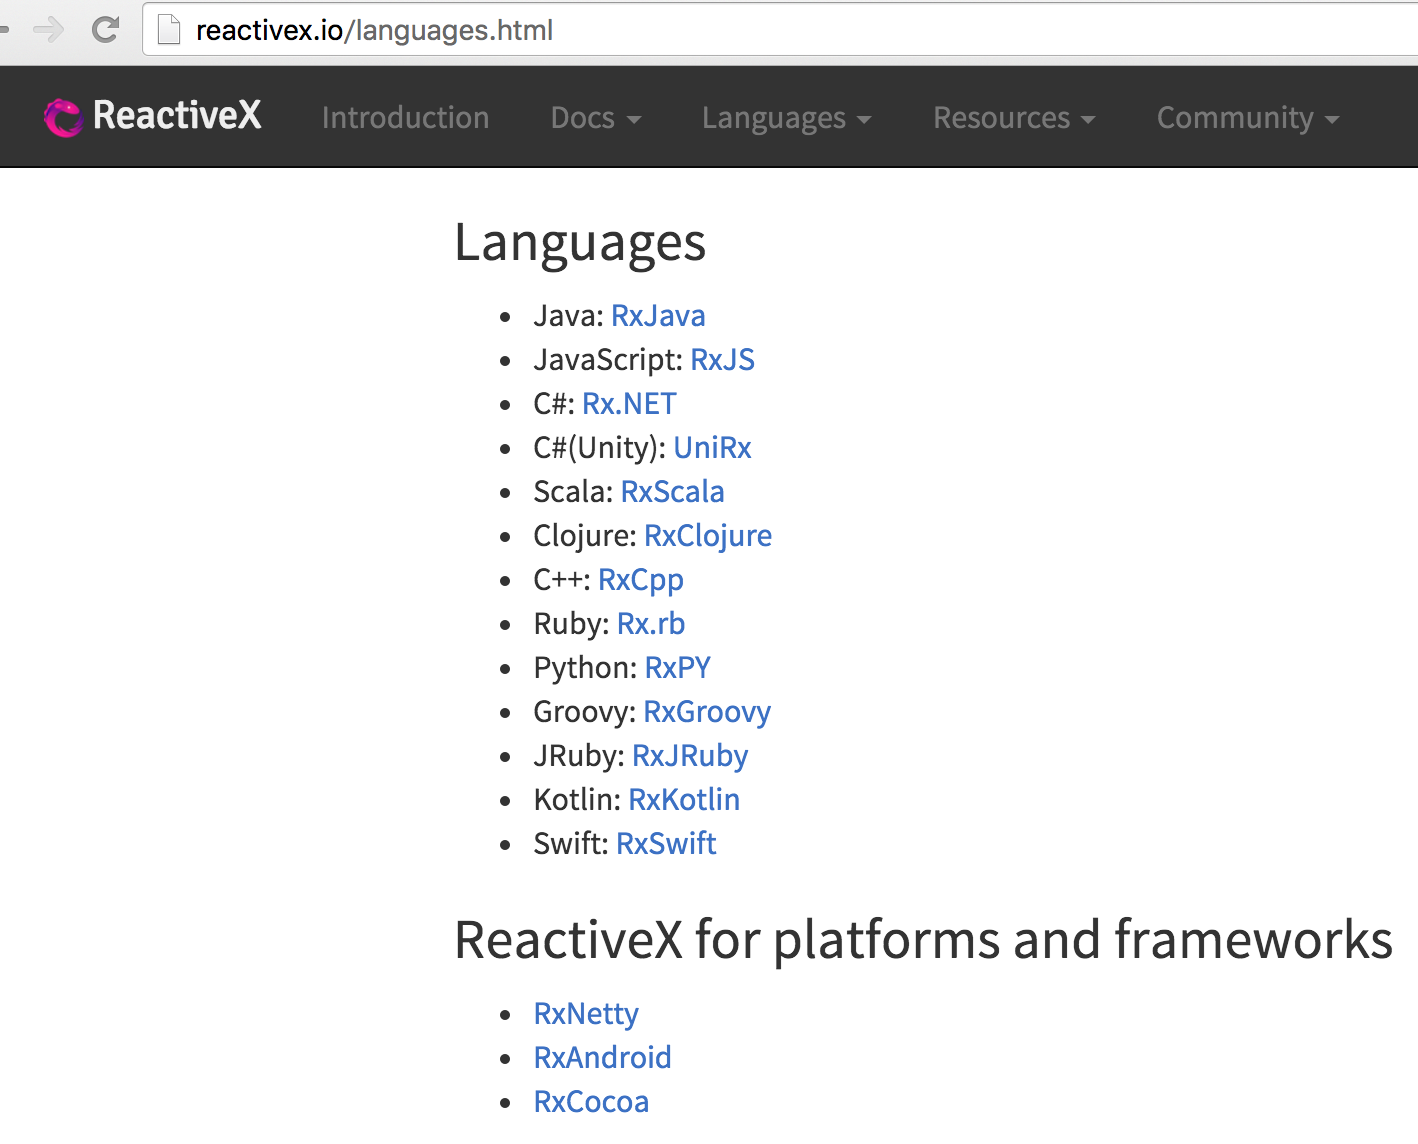 reactivex.io/languages.html
ReactiveX Introduction Docs Languages Resources Community
Languages
• Java: RxJava
• JavaScript: RxJS
• C#: Rx.NET
• C#(Unity): UniRx
• Scala: RxScala
• Clojure: RxClojure
• C++: RxCpp
• Ruby: Rx.rb
• Python: RxPY
• Groovy: RxGroovy
• JRuby: RxJRuby
• Kotlin: RxKotlin
• Swift: RxSwift
ReactiveX for platforms and frameworks
• RxNetty
• RxAndroid
• RxCocoa